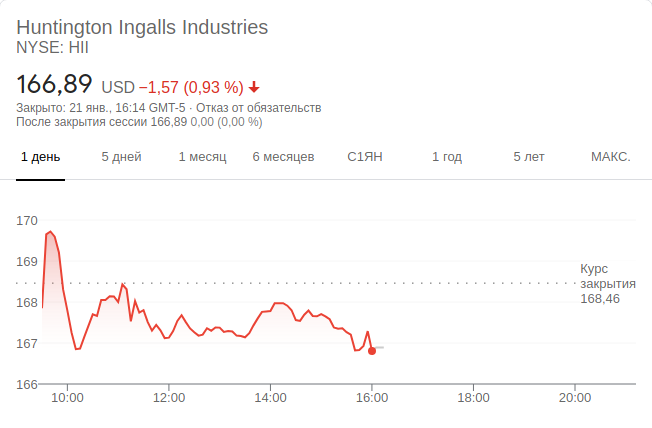 Huntington Ingalls Industries
NYSE: HII
166,89 USD −1,57 (0,93 %)
Закрыто: 21 янв., 16:14 GMT-5 · Отказ от обязательств
После закрытия сессии 166,89 0,00 (0,00 %)
1 день 5 дней 1 месяц 6 месяцев С1ЯН 1 год 5 лет МАКС.
170
169
Курс
закрытия
168,46
168
167
166
10:00 12:00 14:00 16:00 18:00 20:00